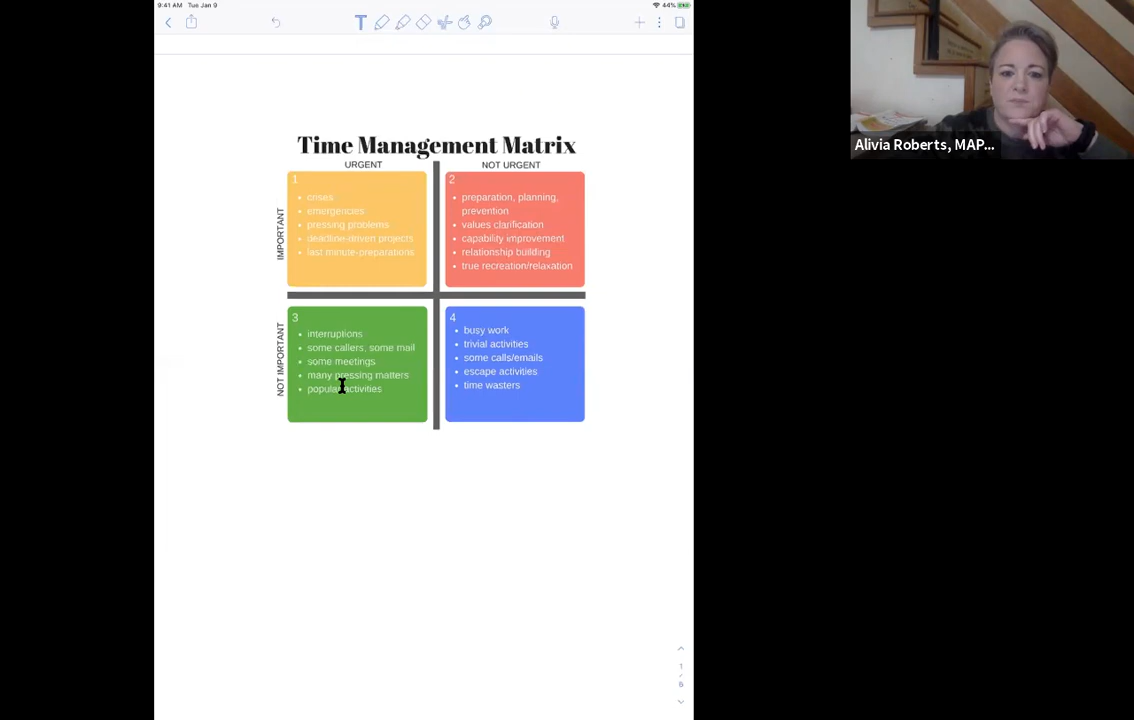 9:41 AM Tue Jan 9
44%
T
Time Management Matrix
URGENT
NOT URGENT
IMPORTANT
1
• crises
• emergencies
• pressing problems
• deadline-driven projects
• last minute-preparations
2
• preparation, planning,
prevention
• values clarification
• capability improvement
• relationship building
• true recreation/relaxation
NOT IMPORTANT
3
• interruptions
• some callers, some mail
• some meetings
• many pressing matters
• popular activities
4
• busy work
• trivial activities
• some calls/emails
• escape activities
• time wasters
Alivia Roberts, MAP...
1